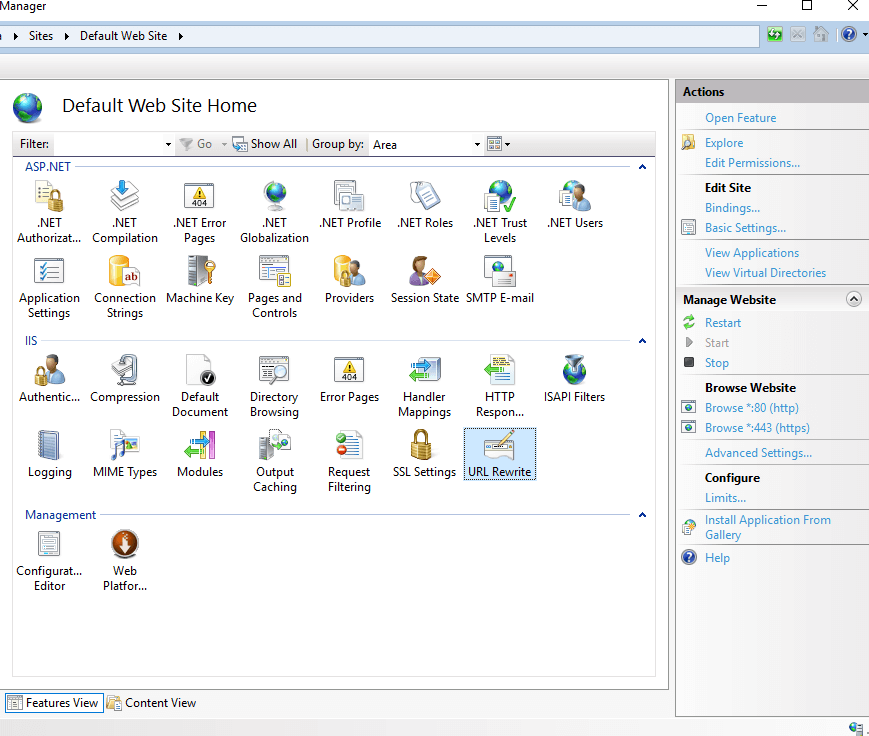 Manager
Sites
Default Web Site
Default Web Site Home
Filter:
Go
Show All
Group by:
Area
ASP.NET
.NET Authorizat...
.NET Compilation
.NET Error Pages
.NET Globalization
.NET Profile
.NET Roles
.NET Trust Levels
.NET Users
Application Settings
Connection Strings
Machine Key
Pages and Controls
Providers
Session State
SMTP E-mail
IIS
Authentic...
Compression
Default Document
Directory Browsing
Error Pages
Handler Mappings
HTTP Respon...
ISAPI Filters
Logging
MIME Types
Modules
Output Caching
Request Filtering
SSL Settings
URL Rewrite
Management
Configurat... Editor
Web Platfor...
Features View
Content View
Actions
Open Feature
Explore
Edit Permissions...
Edit Site
Bindings...
Basic Settings...
View Applications
View Virtual Directories
Manage Website
Restart
Start
Stop
Browse Website
Browse *:80 (http)
Browse *:443 (https)
Advanced Settings...
Configure
Limits...
Install Application From
Gallery
Help